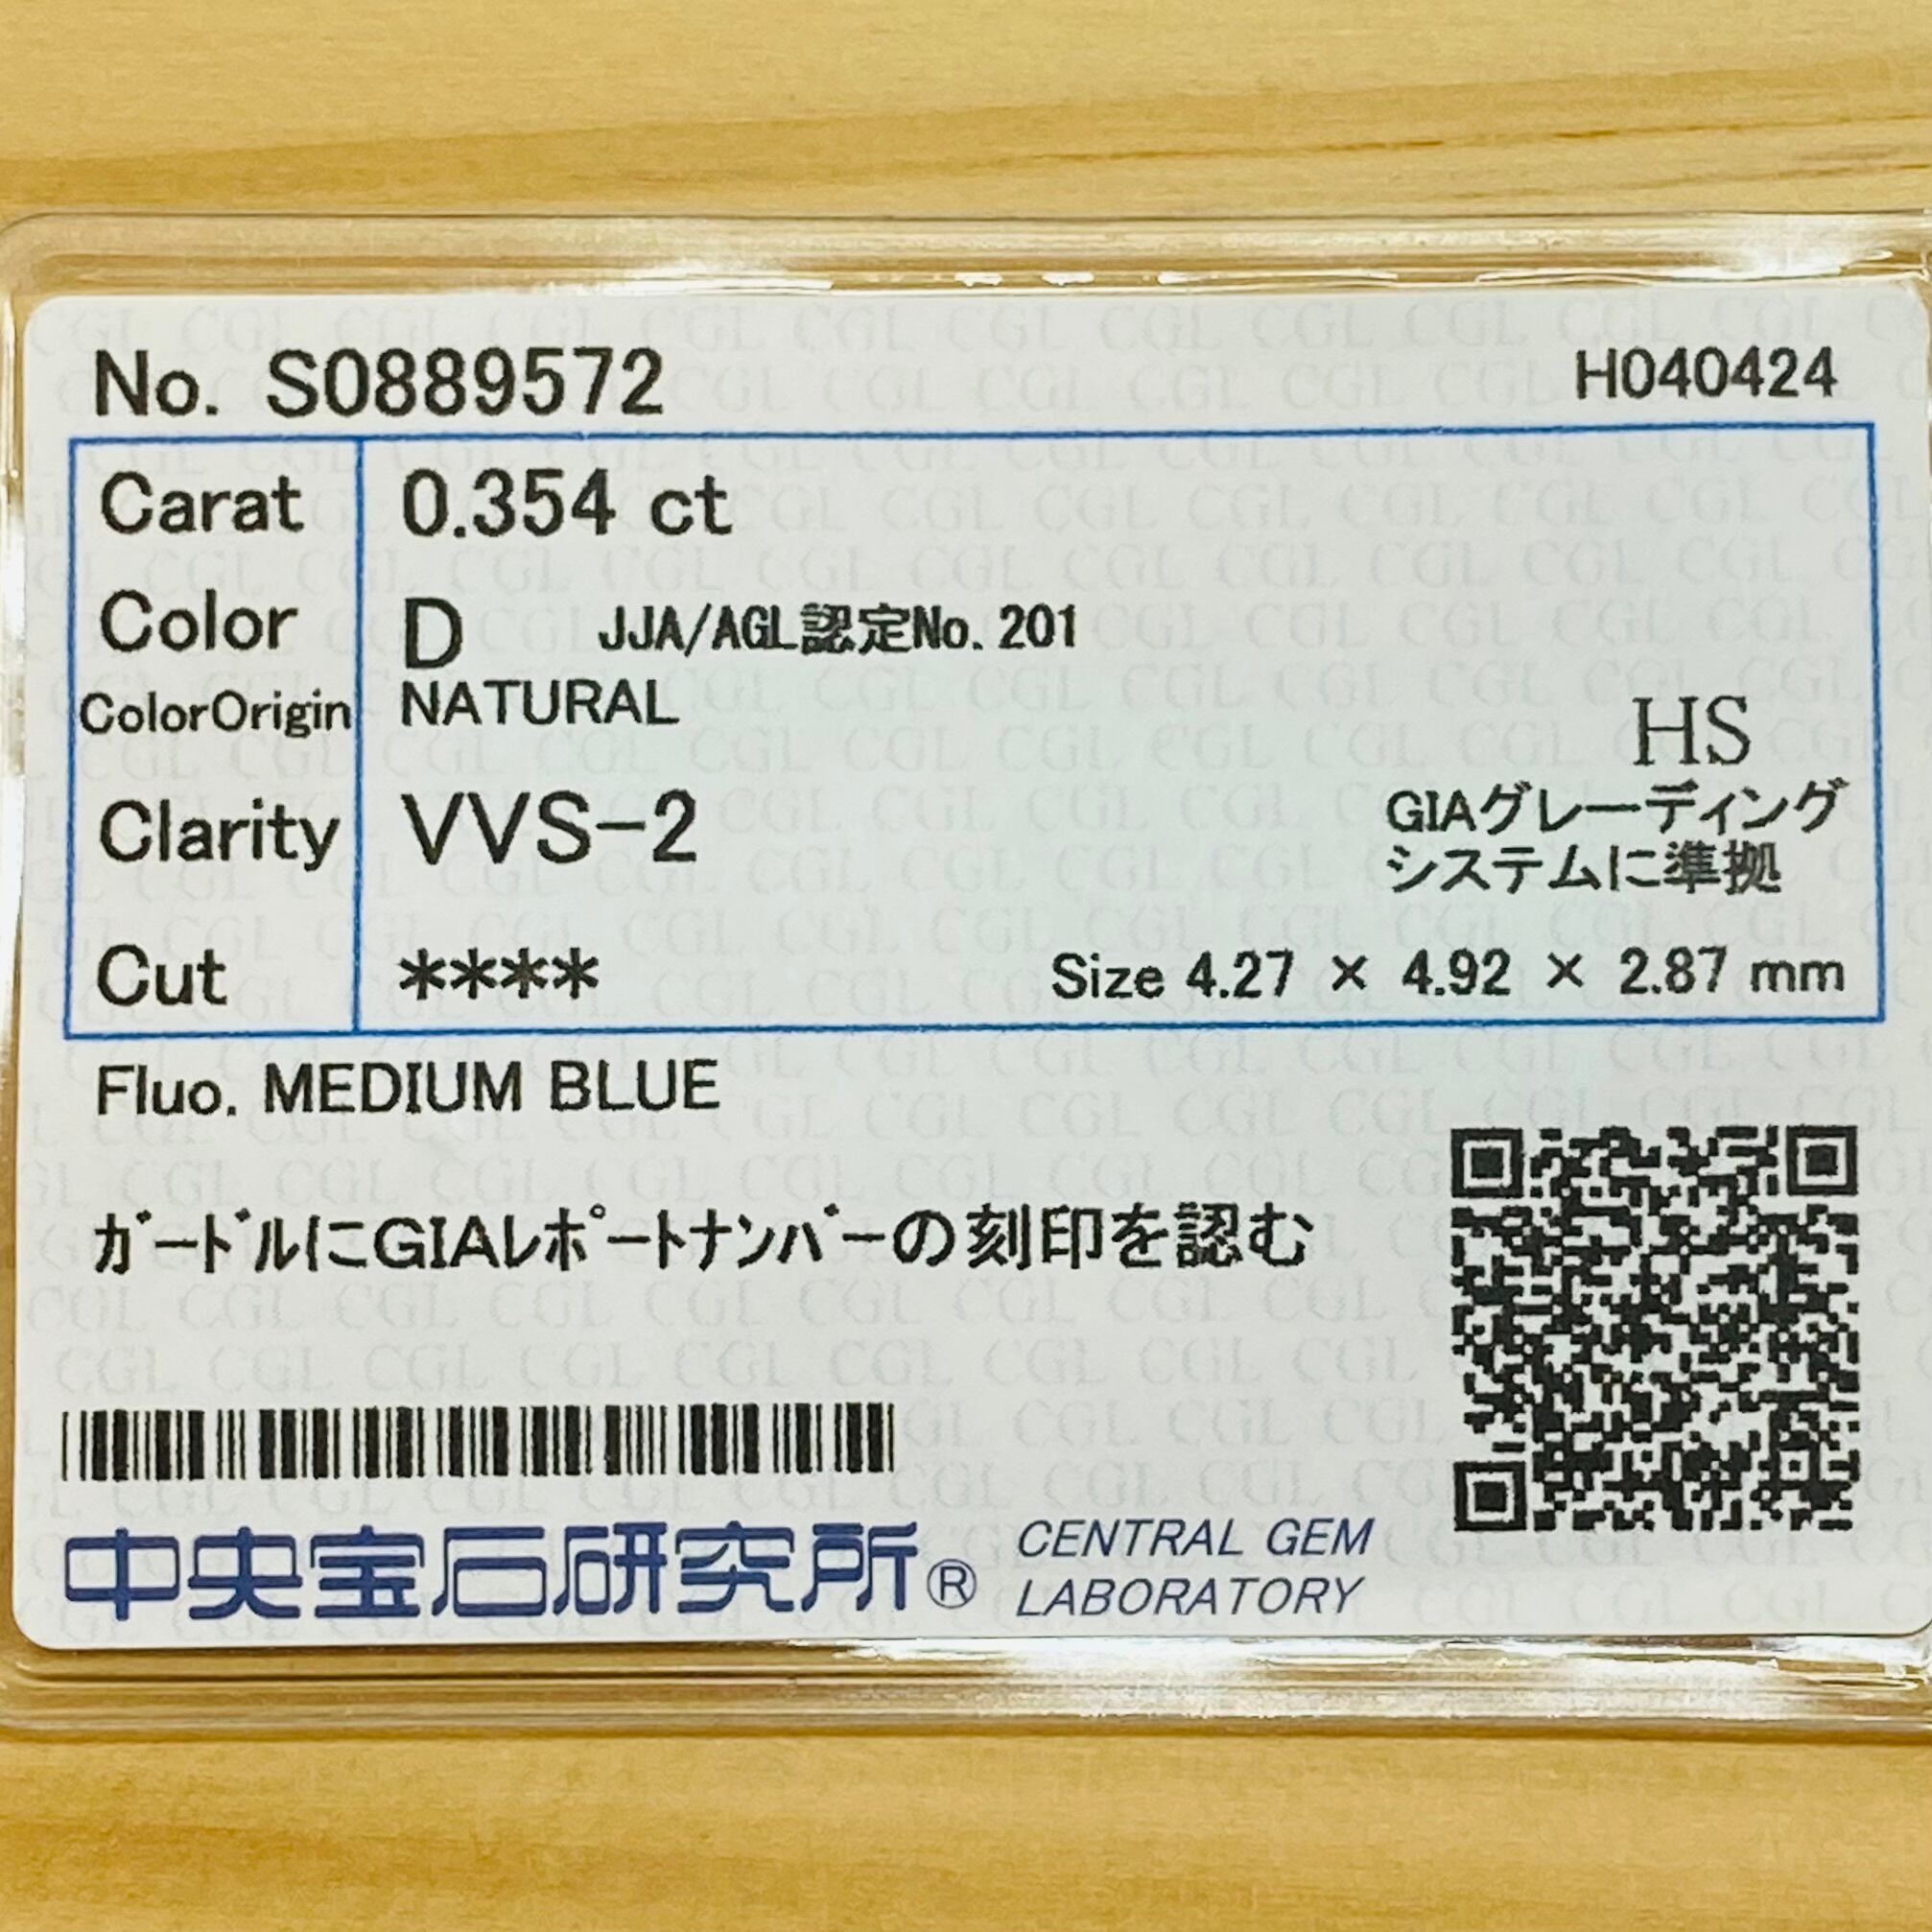 No. S0889572 H040424
Carat 0.354 ct
Color D JJA/AGL認定No. 201
ColorOrigin NATURAL
HS
Clarity VVS-2 GIAグレーディング
システムに準拠
Cut **** Size 4.27 × 4.92 × 2.87 mm
Fluo. MEDIUM BLUE
ｶﾞｰﾄﾞﾙにGIAﾚﾎﾟｰﾄﾅﾝﾊﾞｰの刻印を認む
中央宝石研究所® CENTRAL GEM
LABORATORY